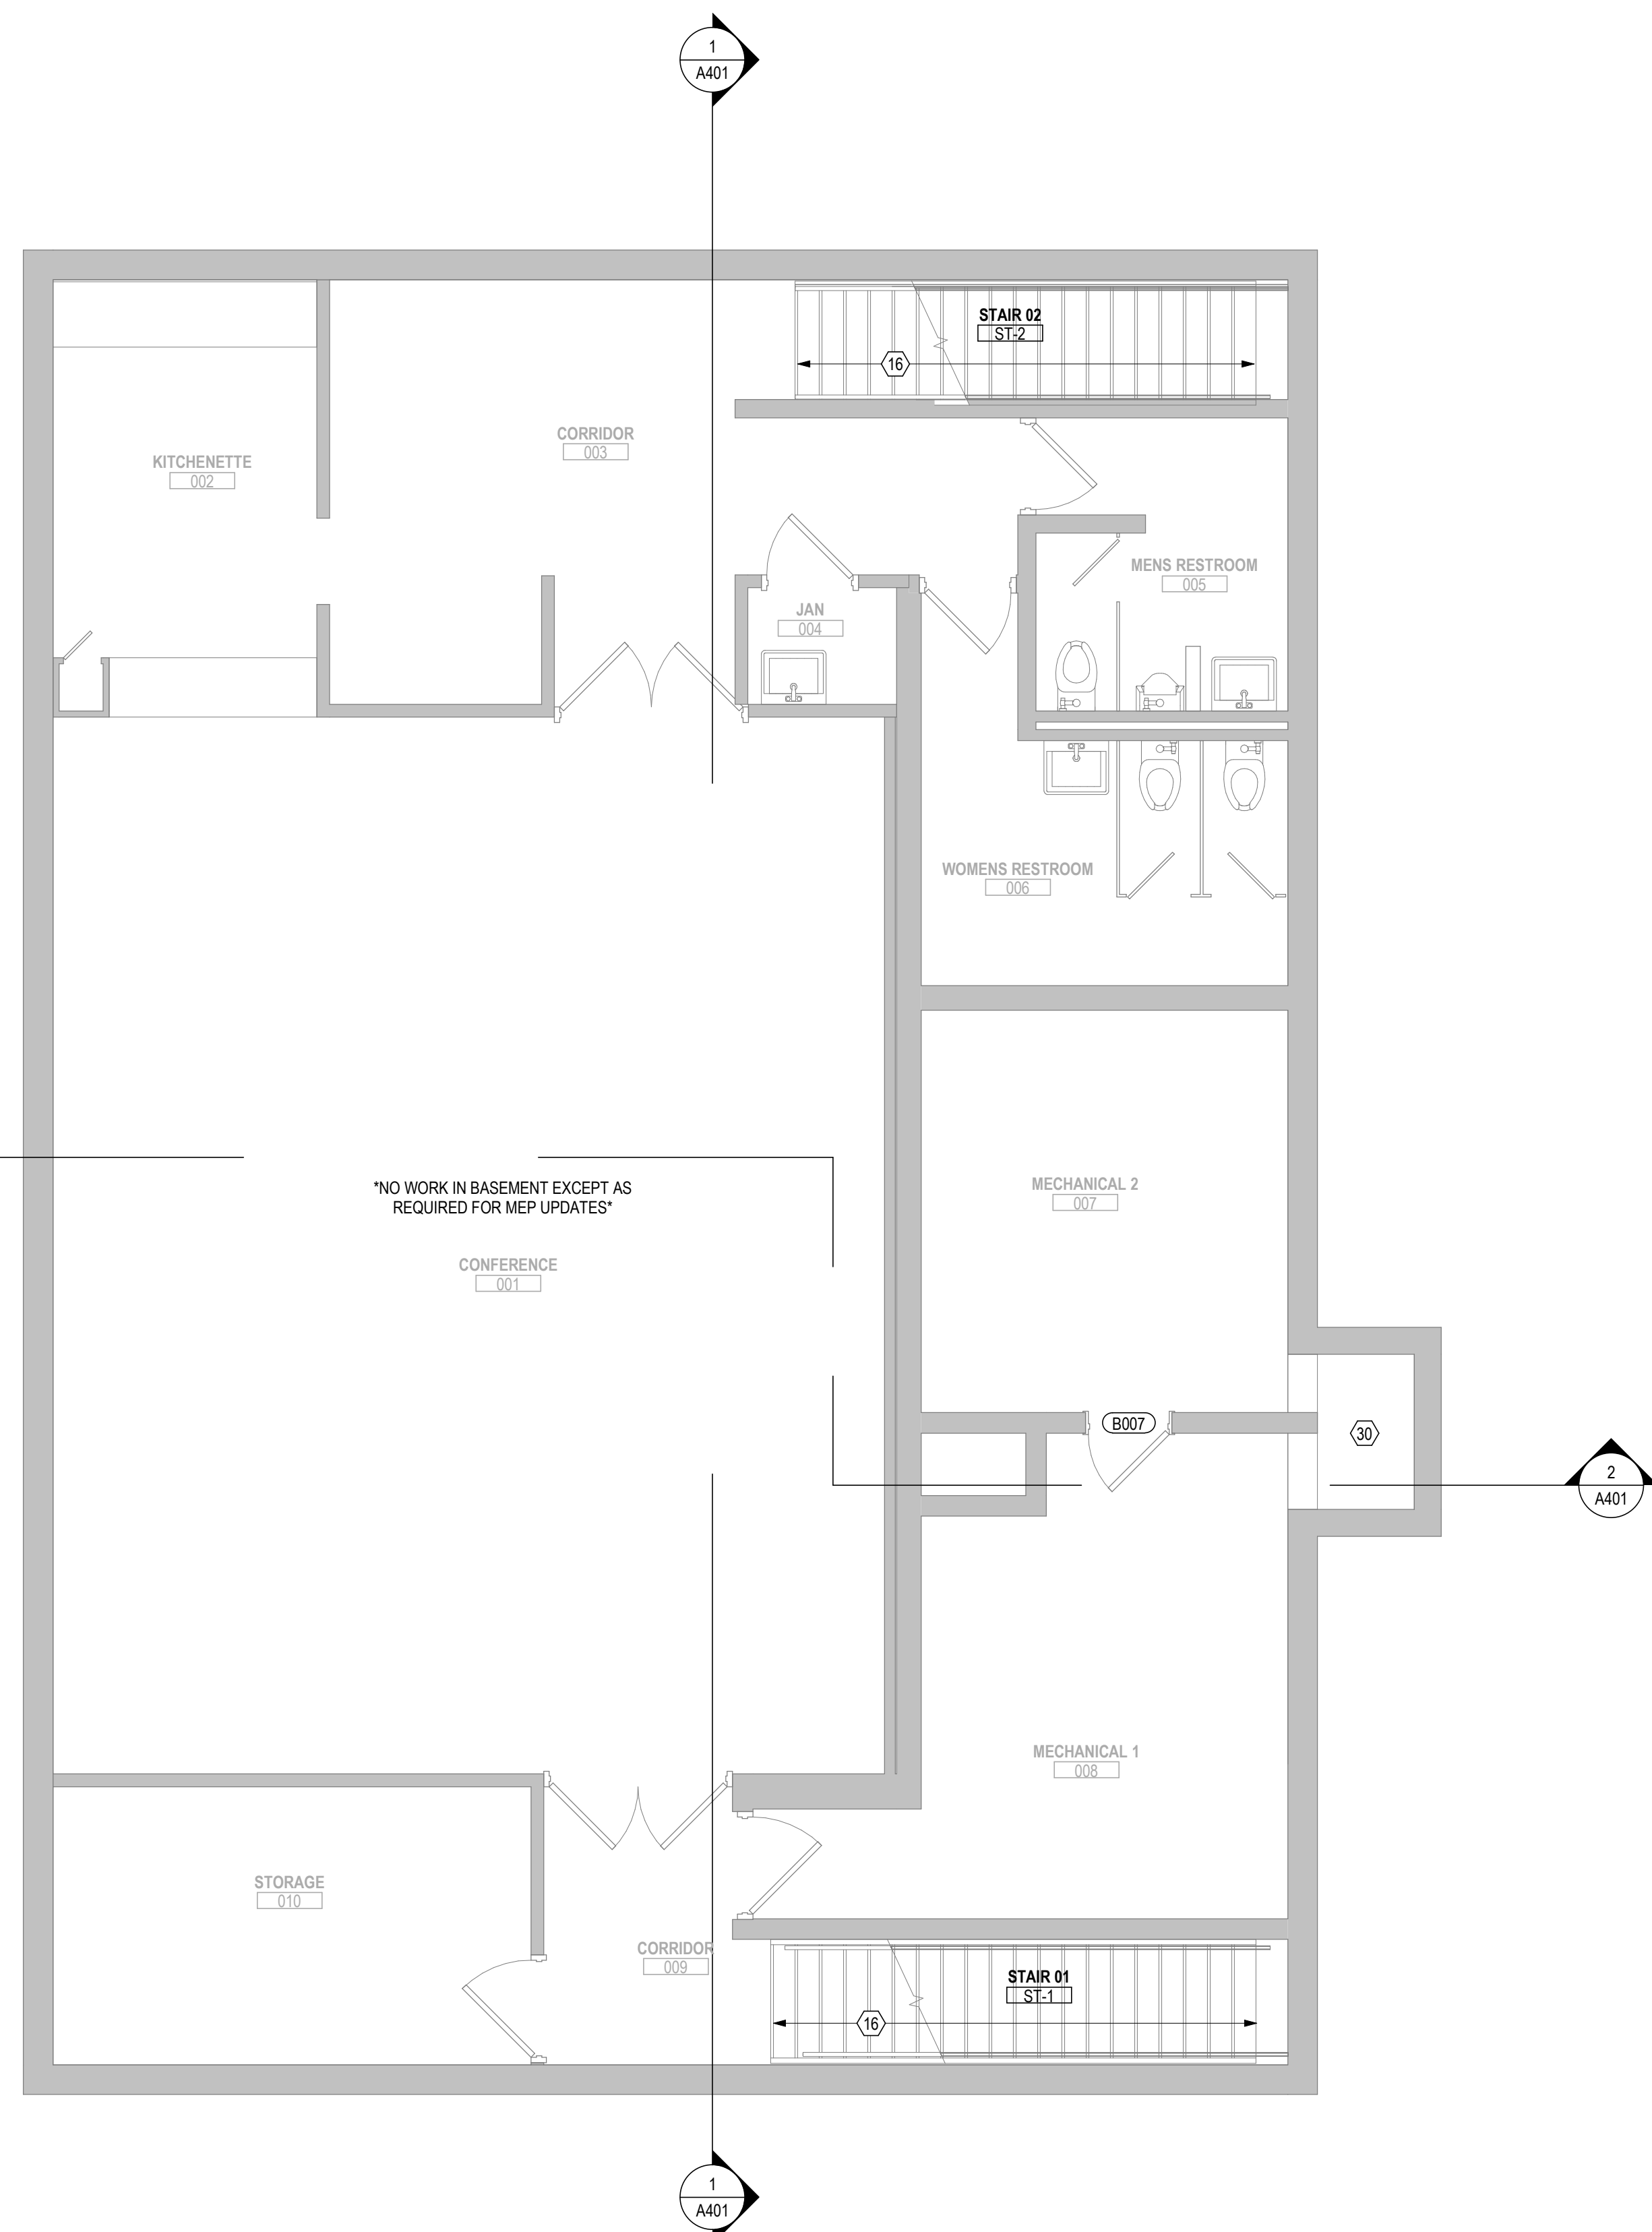 1
A401
STAIR 02
ST-2
16
CORRIDOR
003
KITCHENETTE
002
MENS RESTROOM
005
JAN
004
WOMENS RESTROOM
006
MECHANICAL 2
007
*NO WORK IN BASEMENT EXCEPT AS
REQUIRED FOR MEP UPDATES*
CONFERENCE
001
B007
30
2
A401
MECHANICAL 1
008
STORAGE
010
CORRIDOR
009
STAIR 01
ST-1
16
1
A401